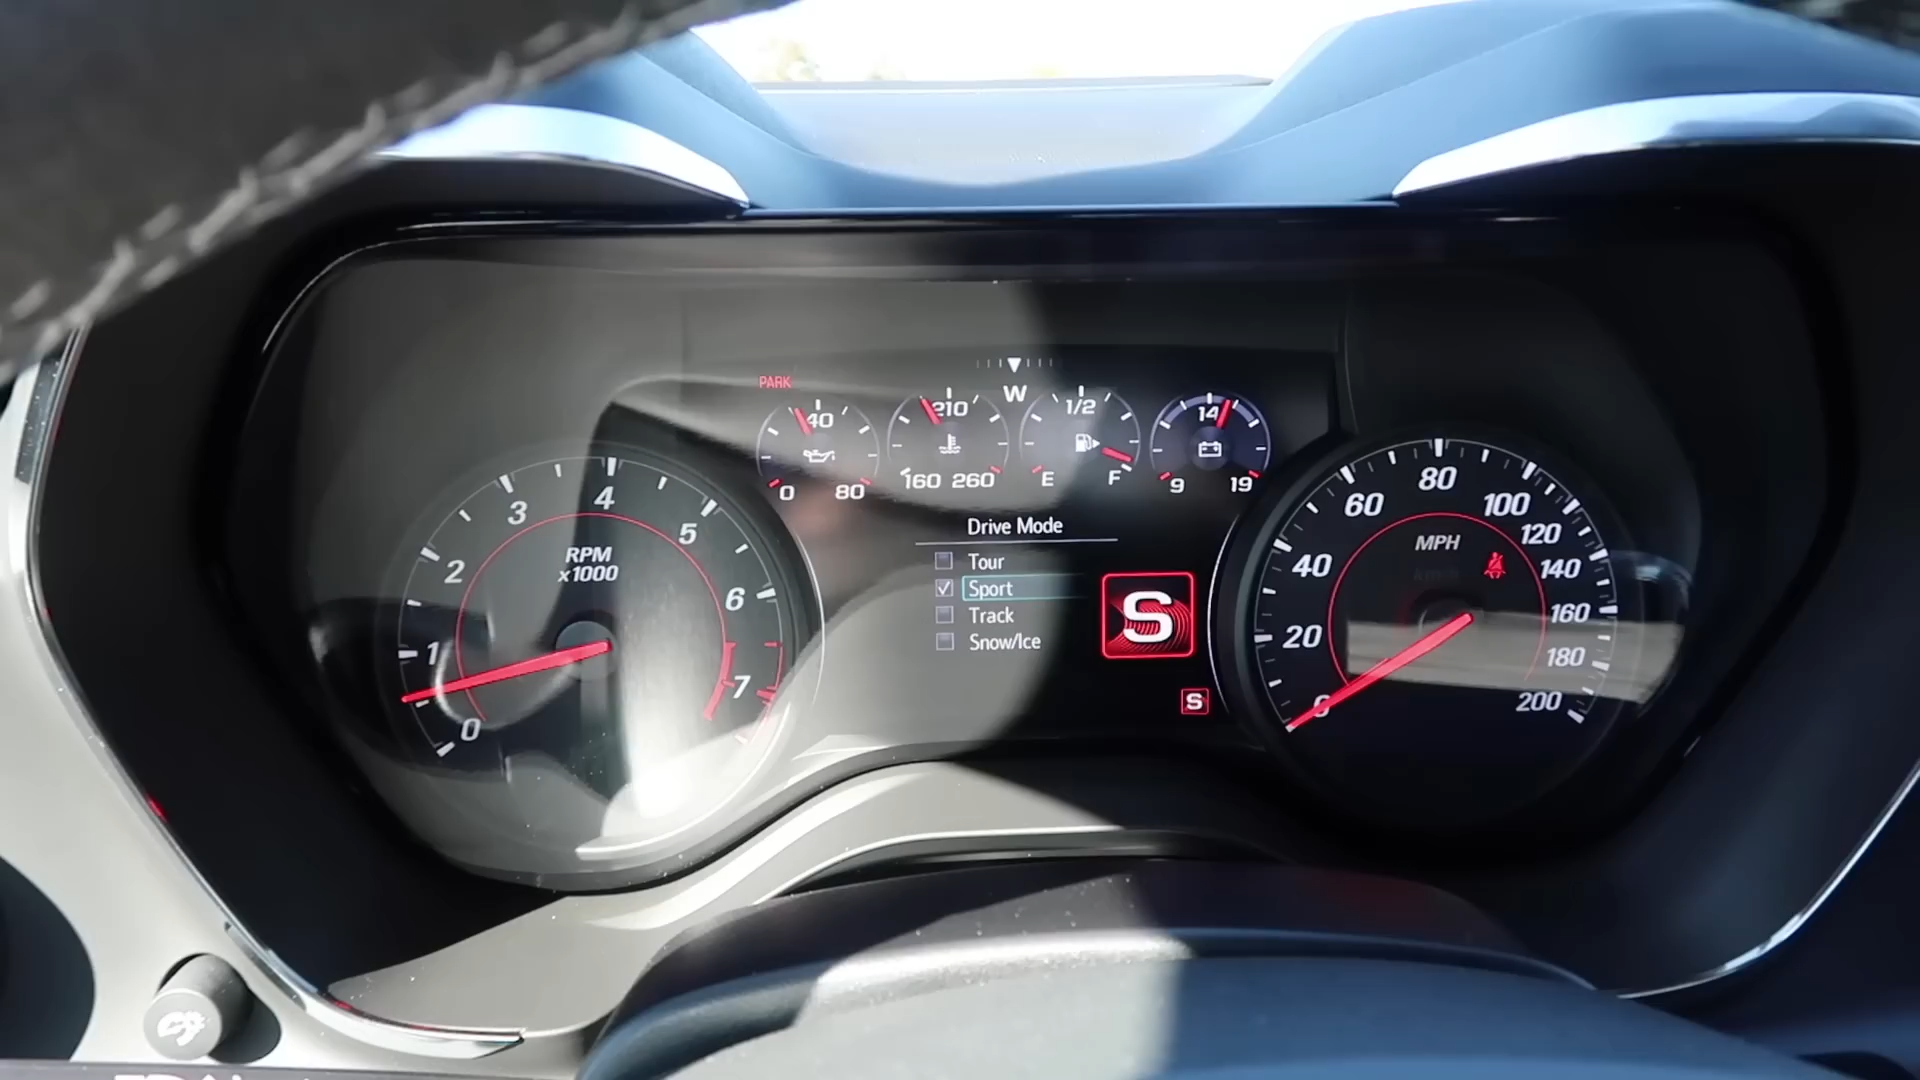 W
PARK
40
0 80
210
160 260
1/2
E F
14
9 19
Drive Mode
Tour
Sport
Track
Snow/Ice
S
S
0
1
2
3
4
5
6
7
RPM
x1000
0
20
40
60
80
100
120
140
160
180
200
MPH